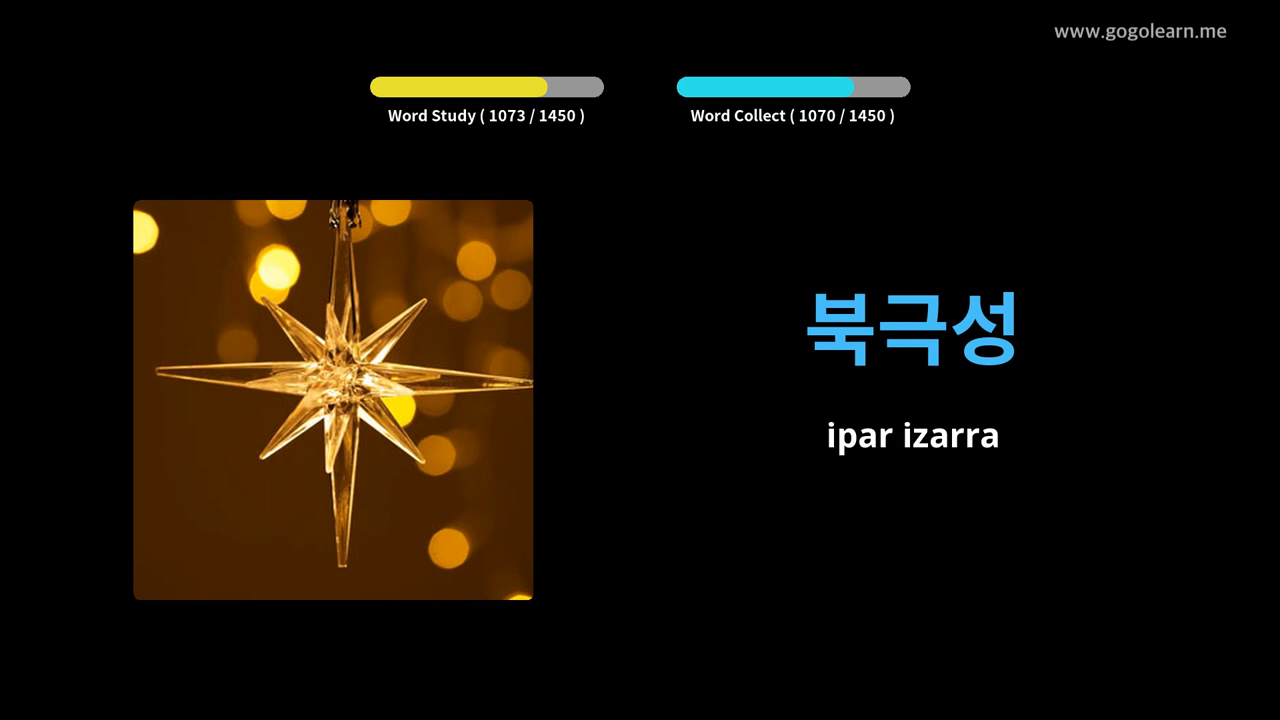 www.gogolearn.me
Word Study ( 1073 / 1450 )
Word Collect ( 1070 / 1450 )
북극성
ipar izarra